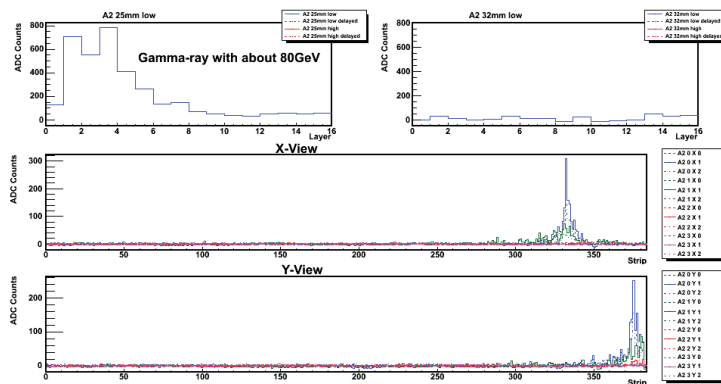 A2 25mm low
A2 25mm low
A2 25mm low delayed
A2 25mm high
A2 25mm high delayed
ADC Counts
800
600
400
200
0
Gamma-ray with about 80GeV
0 2 4 6 8 10 12 14 16
Layer
A2 32mm low
A2 32mm low
A2 32mm low delayed
A2 32mm high
A2 32mm high delayed
ADC Counts
800
600
400
200
0
0 2 4 6 8 10 12 14 16
Layer
X-View
ADC Counts
300
200
100
0
0 50 100 150 200 250 300 350
Strip
A2 0 X 0
A2 0 X 1
A2 0 X 2
A2 1 X 0
A2 1 X 1
A2 1 X 2
A2 2 X 0
A2 2 X 1
A2 2 X 2
A2 3 X 0
A2 3 X 1
A2 3 X 2
Y-View
ADC Counts
200
100
0
0 50 100 150 200 250 300 350
Strip
A2 0 Y 0
A2 0 Y 1
A2 0 Y 2
A2 1 Y 0
A2 1 Y 1
A2 1 Y 2
A2 2 Y 0
A2 2 Y 1
A2 2 Y 2
A2 3 Y 0
A2 3 Y 1
A2 3 Y 2